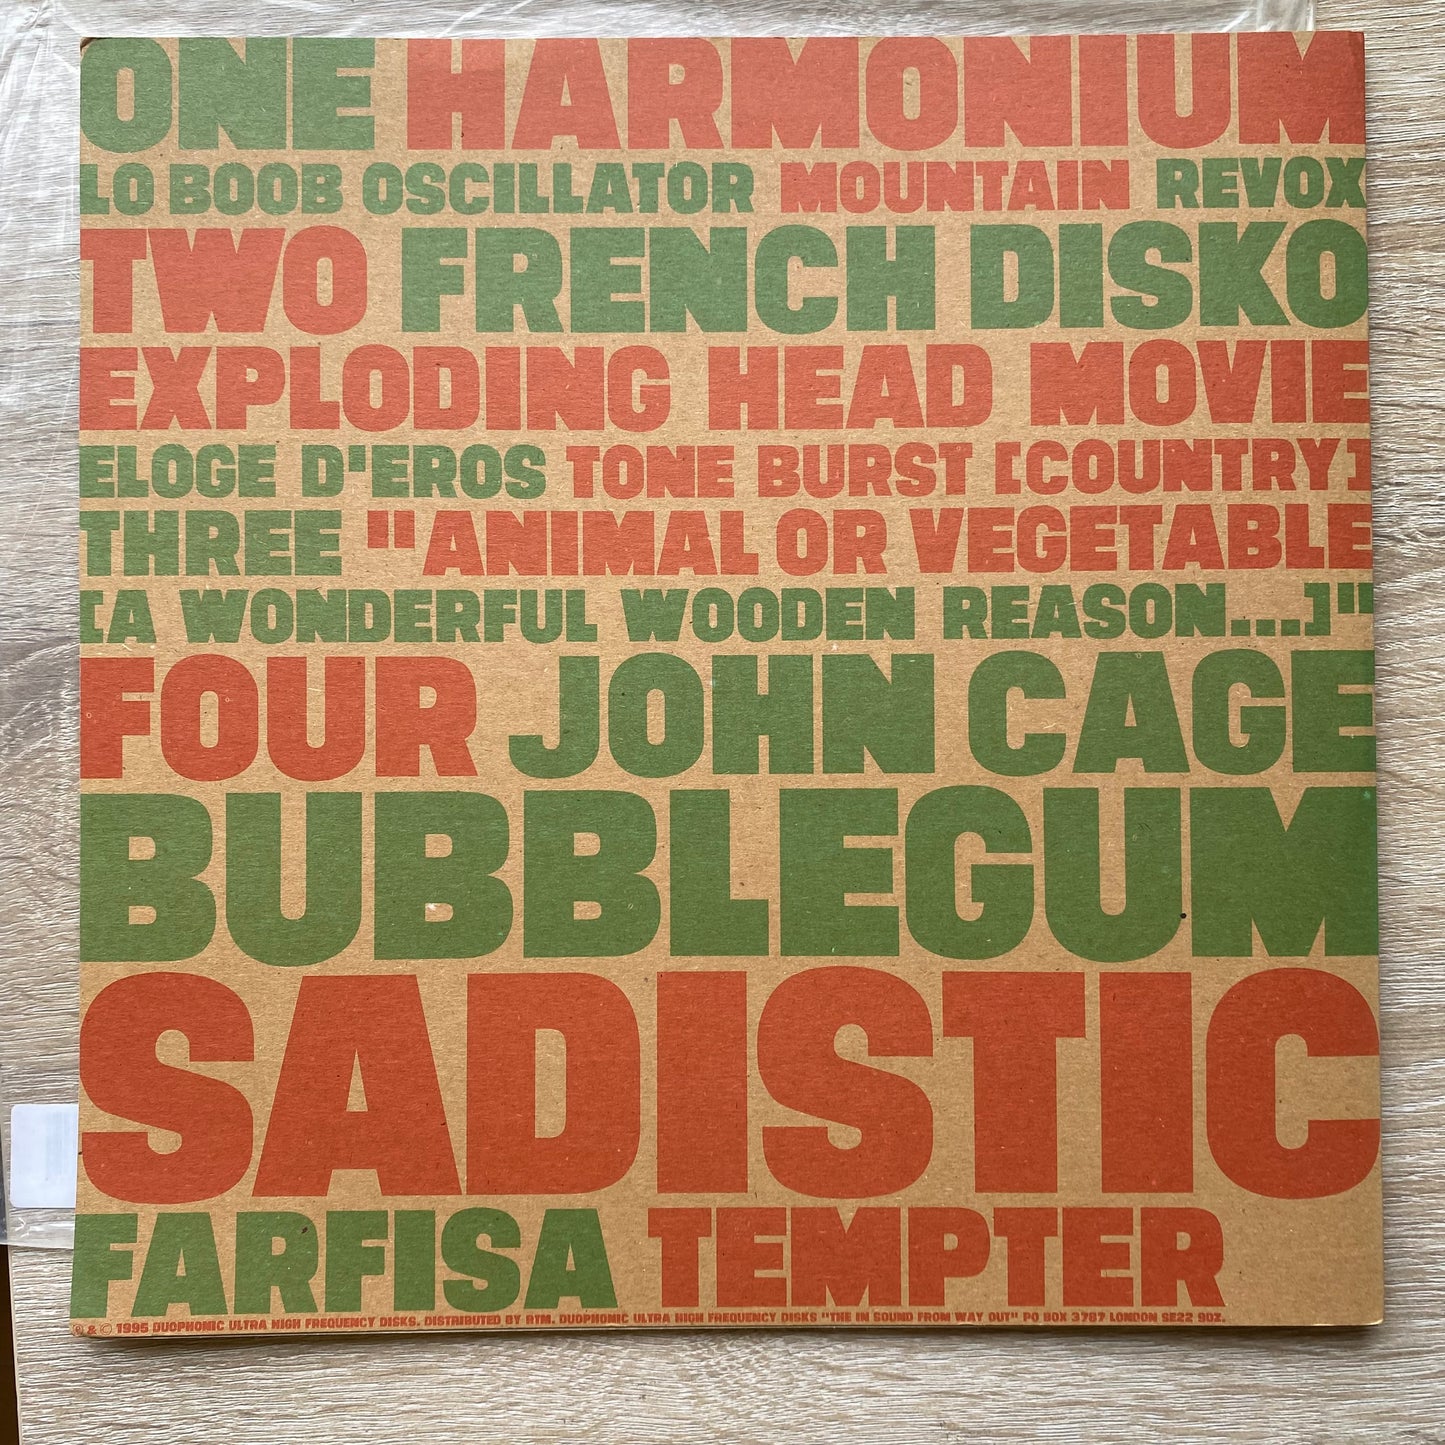 ONE HARMONIUM
LO BOOB OSCILLATOR MOUNTAIN REVOX
TWO FRENCH DISKO
EXPLODING HEAD MOVIE
ELOGE D'EROS TONE BURST [COUNTRY]
THREE "ANIMAL OR VEGETABLE
[A WONDERFUL WOODEN REASON...]"
FOUR JOHN CAGE
BUBBLEGUM
SADISTIC
FARFISA TEMPTER
℗ & © 1995 DUOPHONIC ULTRA HIGH FREQUENCY DISKS. DISTRIBUTED BY RTM. DUOPHONIC ULTRA HIGH FREQUENCY DISKS "THE IN SOUND FROM WAY OUT" PO BOX 3787 LONDON SE22 9DZ.